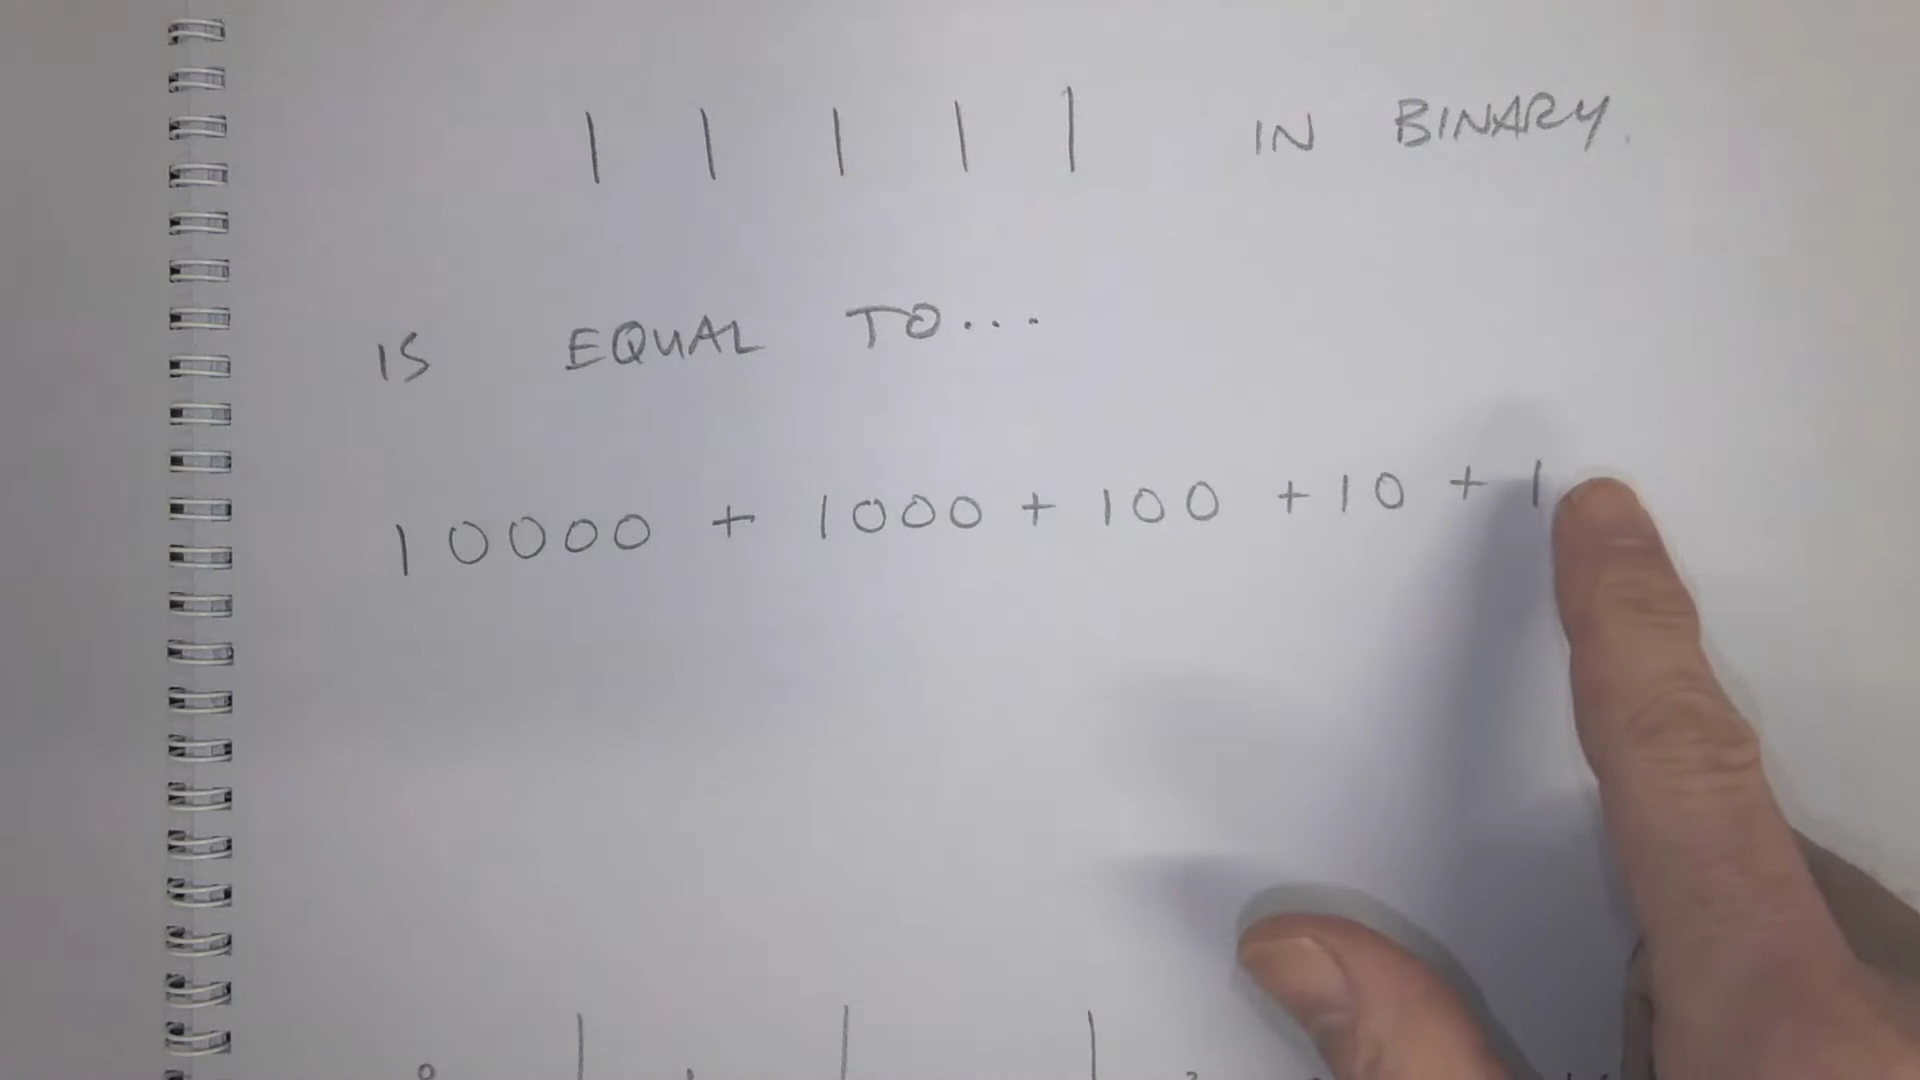 1 1 1 1 1 IN BINARY.
IS EQUAL TO...
10000 + 1000 + 100 + 10 + 1